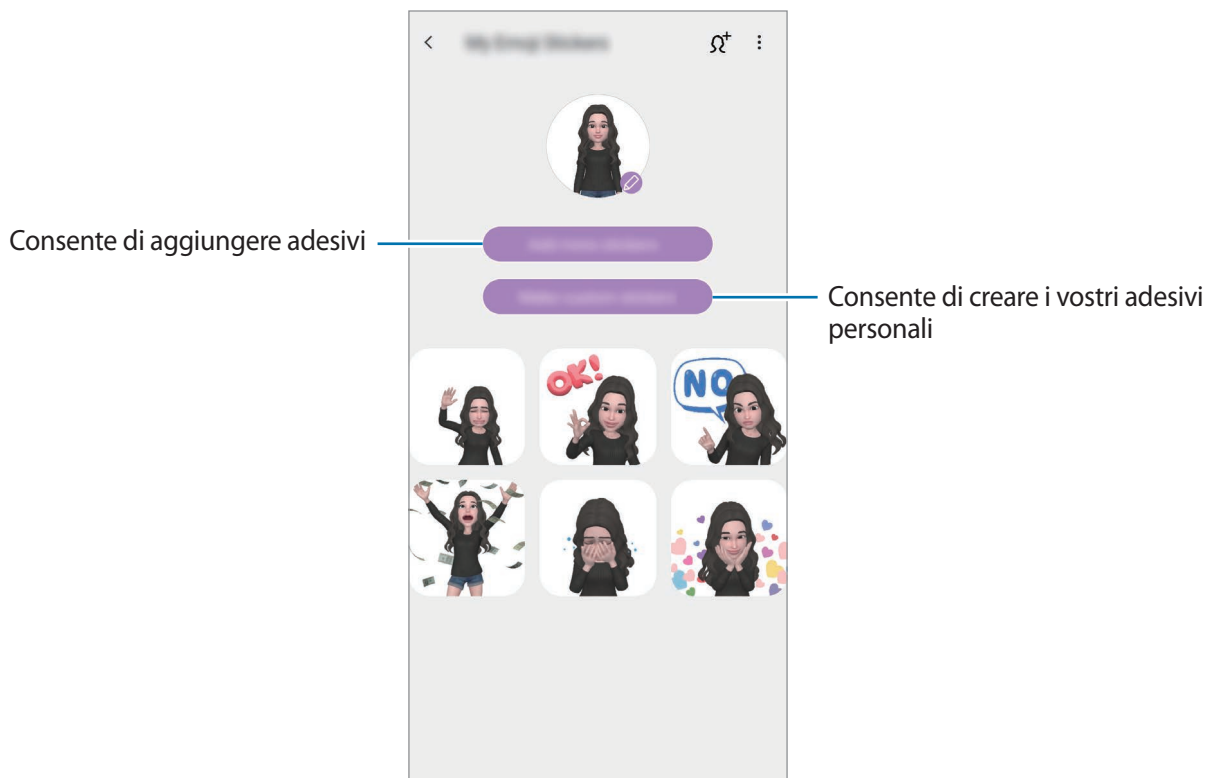 Consente di aggiungere adesivi
Consente di creare i vostri adesivi
personali
OK!
NO